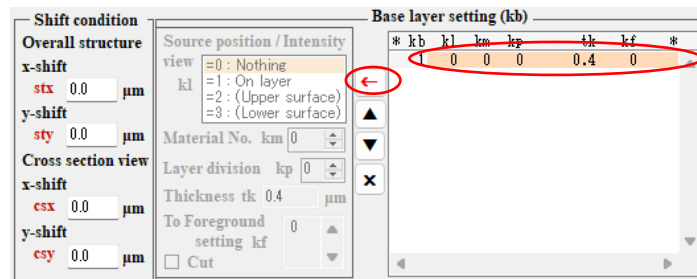 Shift condition
Overall structure
x-shift
stx 0.0 μm
y-shift
sty 0.0 μm
Cross section view
x-shift
csx 0.0 μm
y-shift
csy 0.0 μm
Base layer setting (kb)
Source position / Intensity
view
kl
=0 : Nothing
=1 : On layer
=2 : (Upper surface)
=3 : (Lower surface)
Material No. km 0
Layer division kp 0
Thickness tk 0.4 μm
To Foreground
setting kf 0
Cut
←
▲
▼
x
* kb kl km kp tk kf *
1 0 0 0 0.4 0